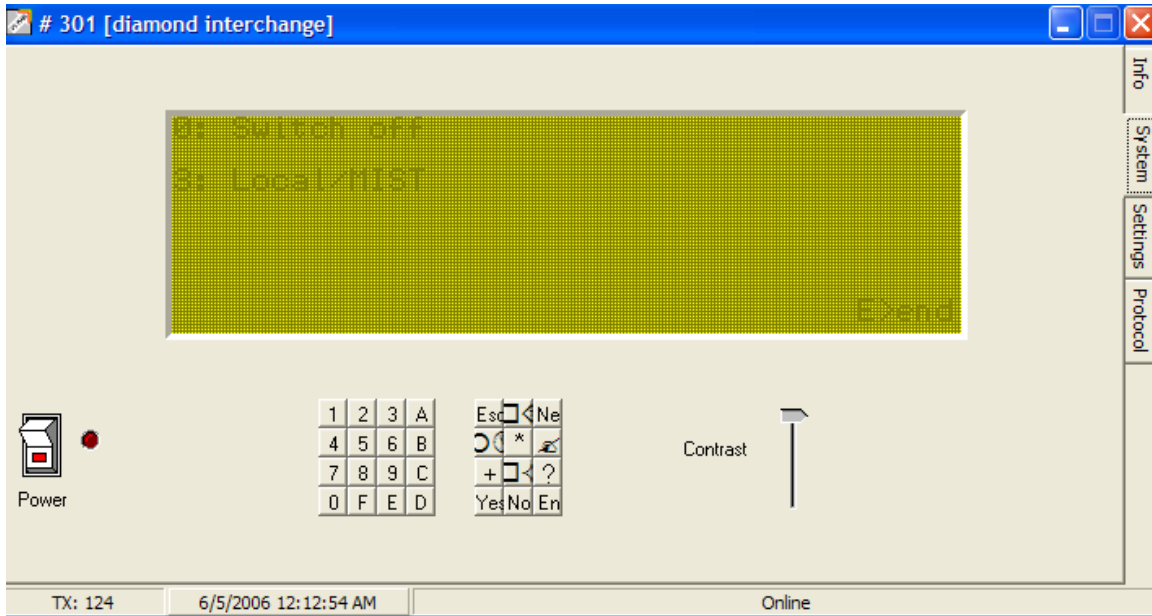 # 301 [diamond interchange]
Info
System
Settings
Protocol
0: Switch off
3: Local/MIST
E>end
1 2 3 A
4 5 6 B
7 8 9 C
0 F E D
Esc Ne
*
+ ?
Yes No En
Contrast
Power
TX: 124 6/5/2006 12:12:54 AM Online